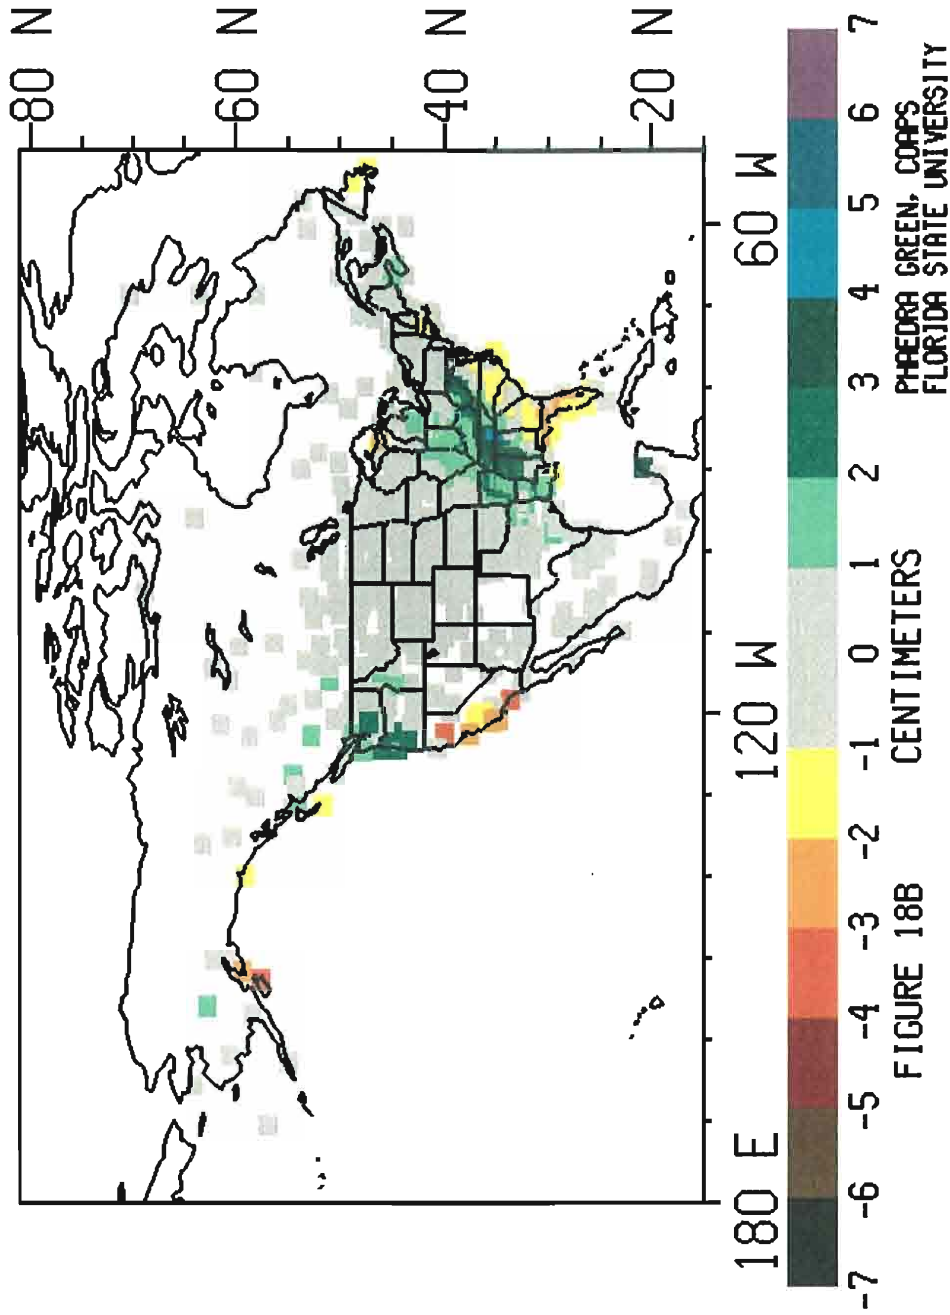 80 N
60 N
40 N
20 N
180 E
120 W
60 W
-7 -6 -5 -4 -3 -2 -1 0 1 2 3 4 5 6 7
FIGURE 18B
CENTIMETERS
PHAEDRA GREEN, COAPS
FLORIDA STATE UNIVERSITY